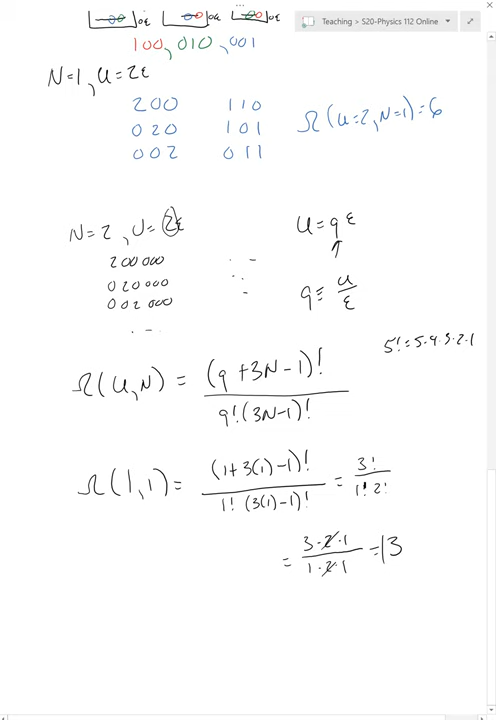 Teaching > S20-Physics 112 Online
100, 010, 001
N=1, U=2ε
200 110
020 101
002 011
Ω(U=2, N=1)=6
N=2, U=2ε
200 000
020 000
002 000
U=qε
q≡U/ε
5!=5·4·3·2·1
Ω(U,N) = (q+3N-1)! / q!(3N-1)!
Ω(1,1) = (1+3(1)-1)! / 1!(3(1)-1)! = 3! / 1!2!
= 3·2·1 / 1·2·1 = 3